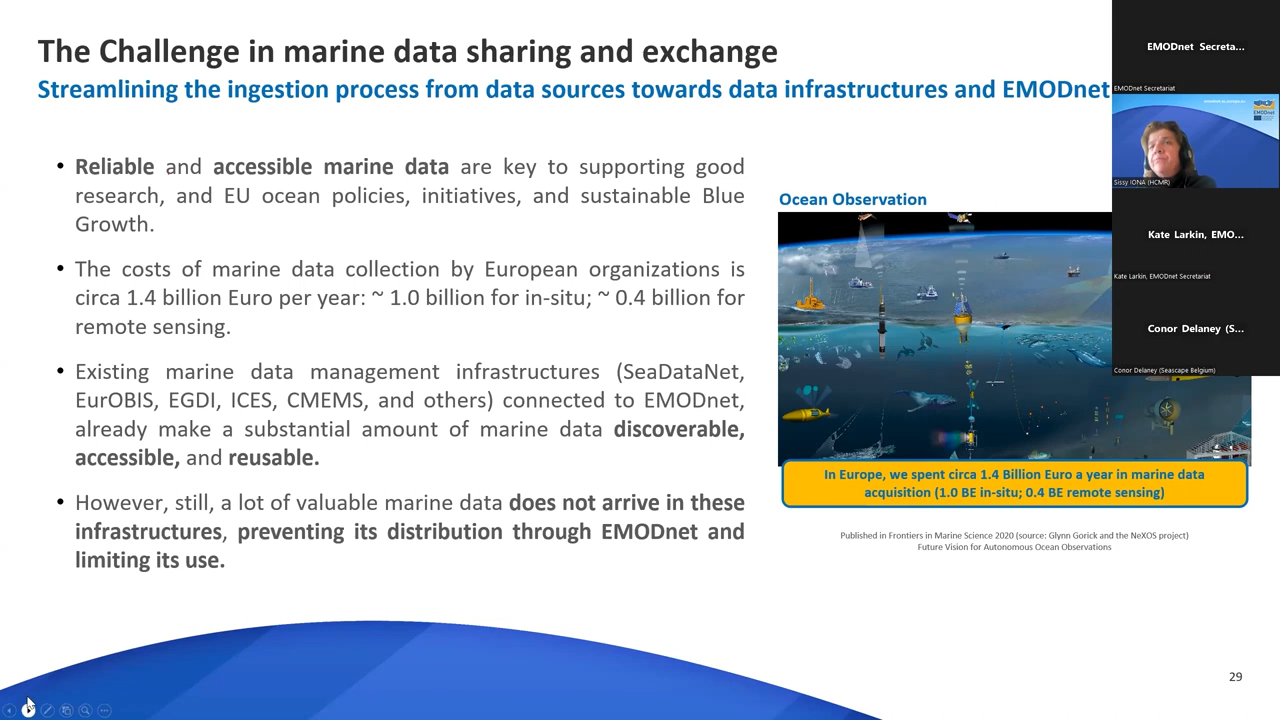 The Challenge in marine data sharing and exchange
Streamlining the ingestion process from data sources towards data infrastructures and EMODnet
• Reliable and accessible marine data are key to supporting good
research, and EU ocean policies, initiatives, and sustainable Blue
Growth.
• The costs of marine data collection by European organizations is
circa 1.4 billion Euro per year: ~ 1.0 billion for in-situ; ~ 0.4 billion for
remote sensing.
• Existing marine data management infrastructures (SeaDataNet,
EurOBIS, EGDI, ICES, CMEMS, and others) connected to EMODnet,
already make a substantial amount of marine data discoverable,
accessible, and reusable.
• However, still, a lot of valuable marine data does not arrive in these
infrastructures, preventing its distribution through EMODnet and
limiting its use.
Ocean Observation
In Europe, we spent circa 1.4 Billion Euro a year in marine data
acquisition (1.0 BE in-situ; 0.4 BE remote sensing)
Published in Frontiers in Marine Science 2020 (source: Glynn Gorick and the NeXOS project)
Future Vision for Autonomous Ocean Observations
29
EMODnet Secreta...
EMODnet Secretariat
EMODnet
Sissy IONA (HCMR)
Kate Larkin, EMO...
Kate Larkin, EMODnet Secretariat
Conor Delaney (S...
Conor Delaney (Seascape Belgium)